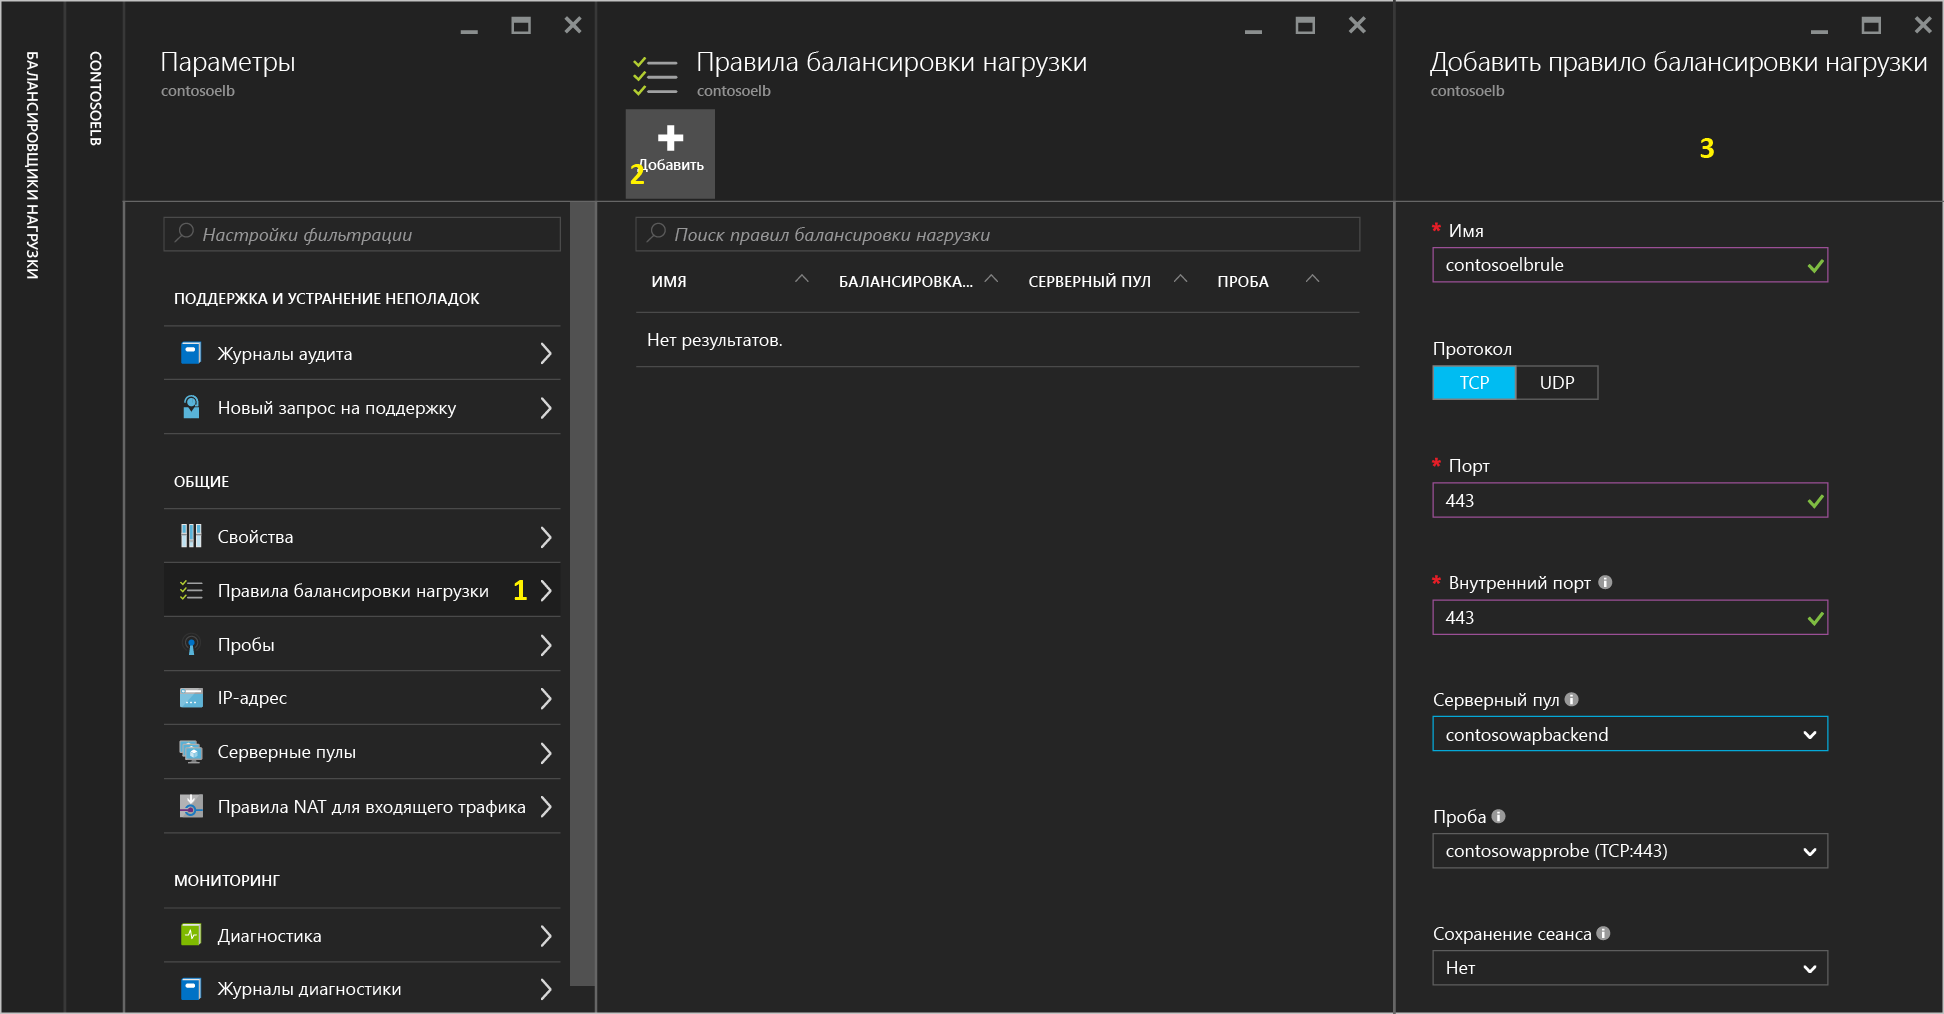 БАЛАНСИРОВЩИКИ НАГРУЗКИ
CONTOSOELB
Параметры
contosoelb
Настройки фильтрации
ПОДДЕРЖКА И УСТРАНЕНИЕ НЕПОЛАДОК
Журналы аудита
Новый запрос на поддержку
ОБЩИЕ
Свойства
Правила балансировки нагрузки 1
Пробы
IP-адрес
Серверные пулы
Правила NAT для входящего трафика
МОНИТОРИНГ
Диагностика
Журналы диагностики
Правила балансировки нагрузки
contosoelb
Добавить
2
Поиск правил балансировки нагрузки
ИМЯ БАЛАНСИРОВКА... СЕРВЕРНЫЙ ПУЛ ПРОБА
Нет результатов.
Добавить правило балансировки нагрузки
contosoelb
3
* Имя
contosoelbrule
Протокол
TCP UDP
* Порт
443
* Внутренний порт
443
Серверный пул
contosowapbackend
Проба
contosowapprobe (TCP:443)
Сохранение сеанса
Нет